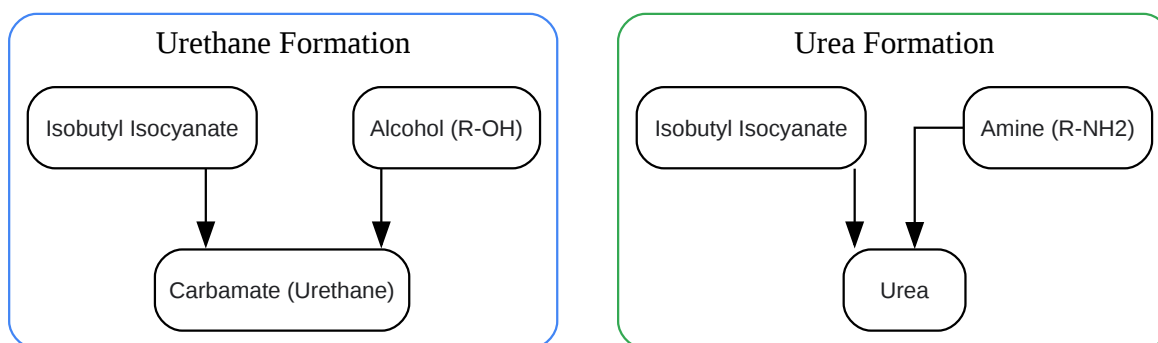 Urethane Formation
Isobutyl Isocyanate
Alcohol (R-OH)
Carbamate (Urethane)
Urea Formation
Isobutyl Isocyanate
Amine (R-NH2)
Urea